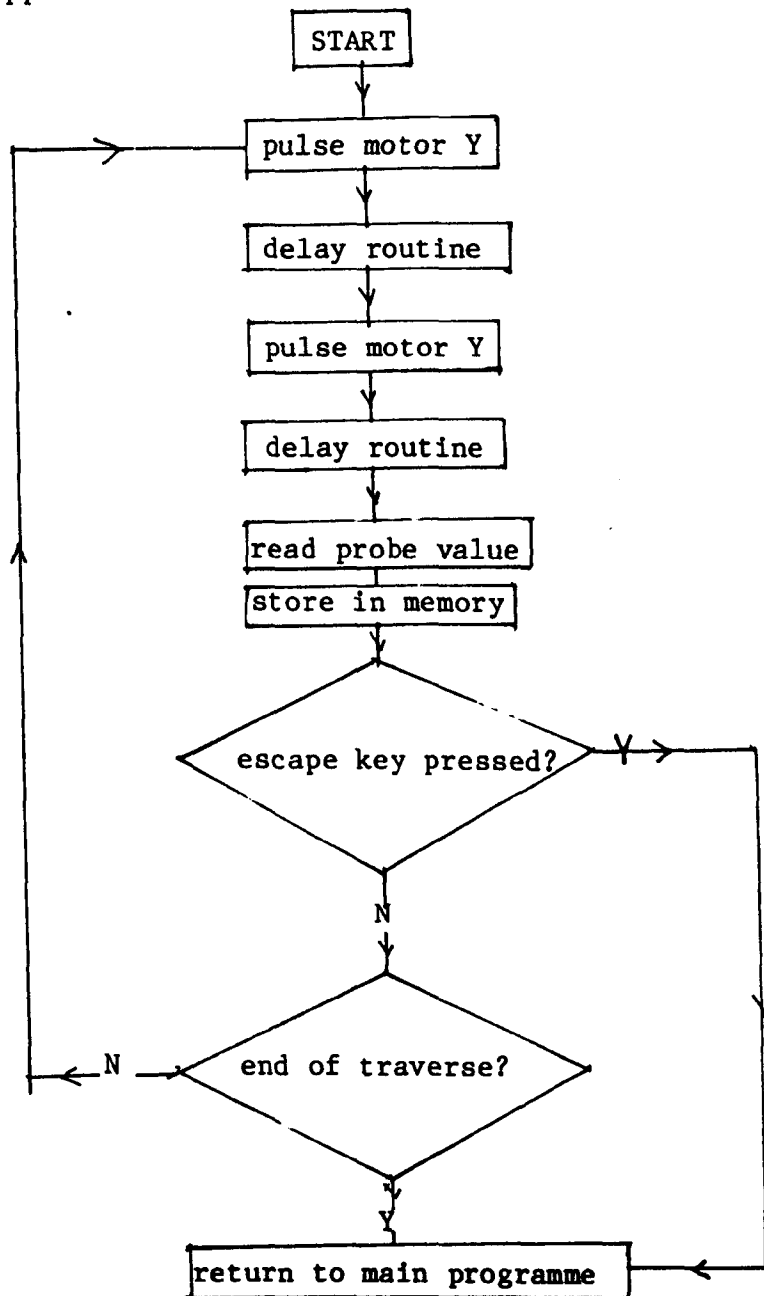 START
pulse motor Y
delay routine
pulse motor Y
delay routine
read probe value
store in memory
escape key pressed?
Y
N
end of traverse?
N
Y
return to main programme